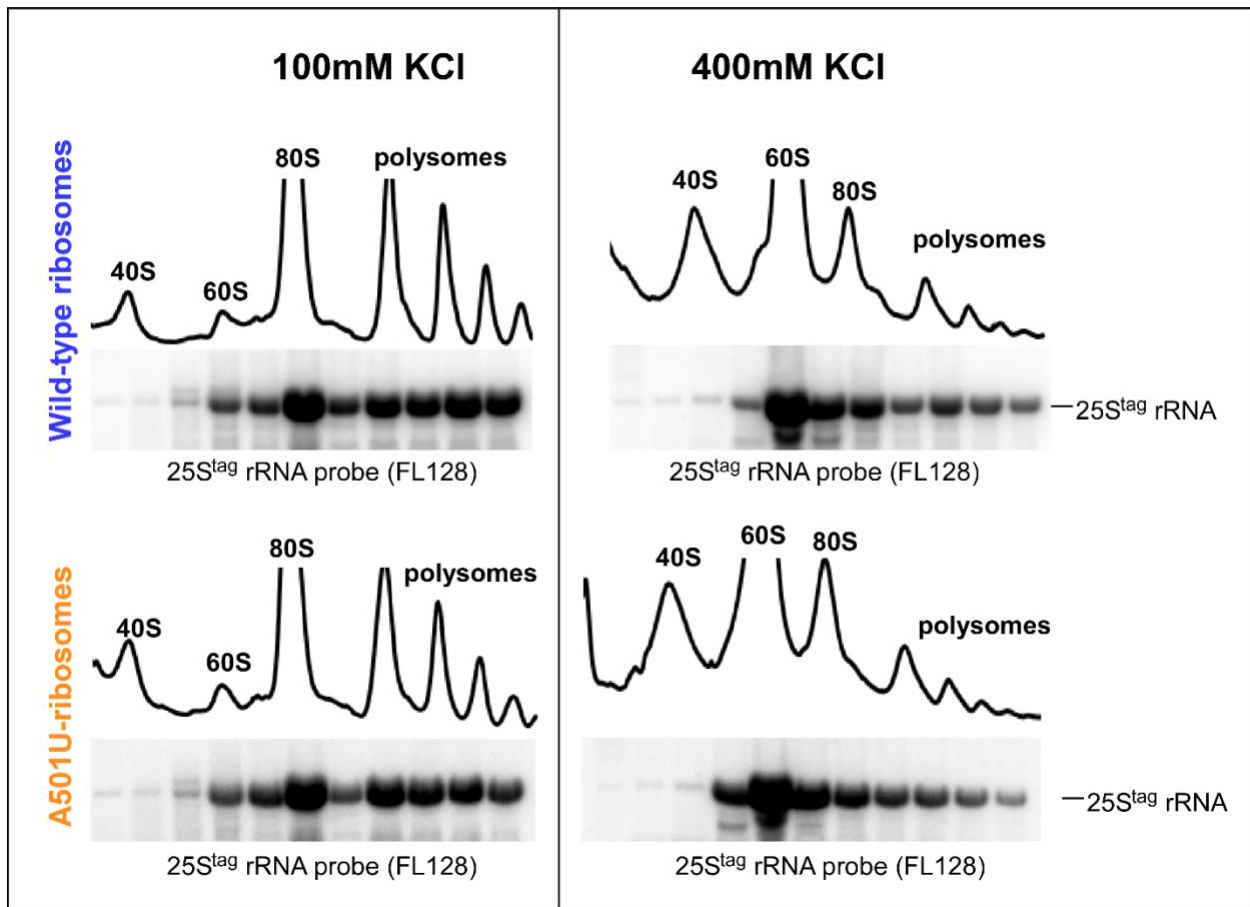 100mM KCl
400mM KCl
Wild-type ribosomes
40S
60S
80S
polysomes
40S
60S
80S
polysomes
25Stag rRNA
25Stag rRNA probe (FL128)
25Stag rRNA probe (FL128)
A501U-ribosomes
40S
60S
80S
polysomes
40S
60S
80S
polysomes
25Stag rRNA
25Stag rRNA probe (FL128)
25Stag rRNA probe (FL128)